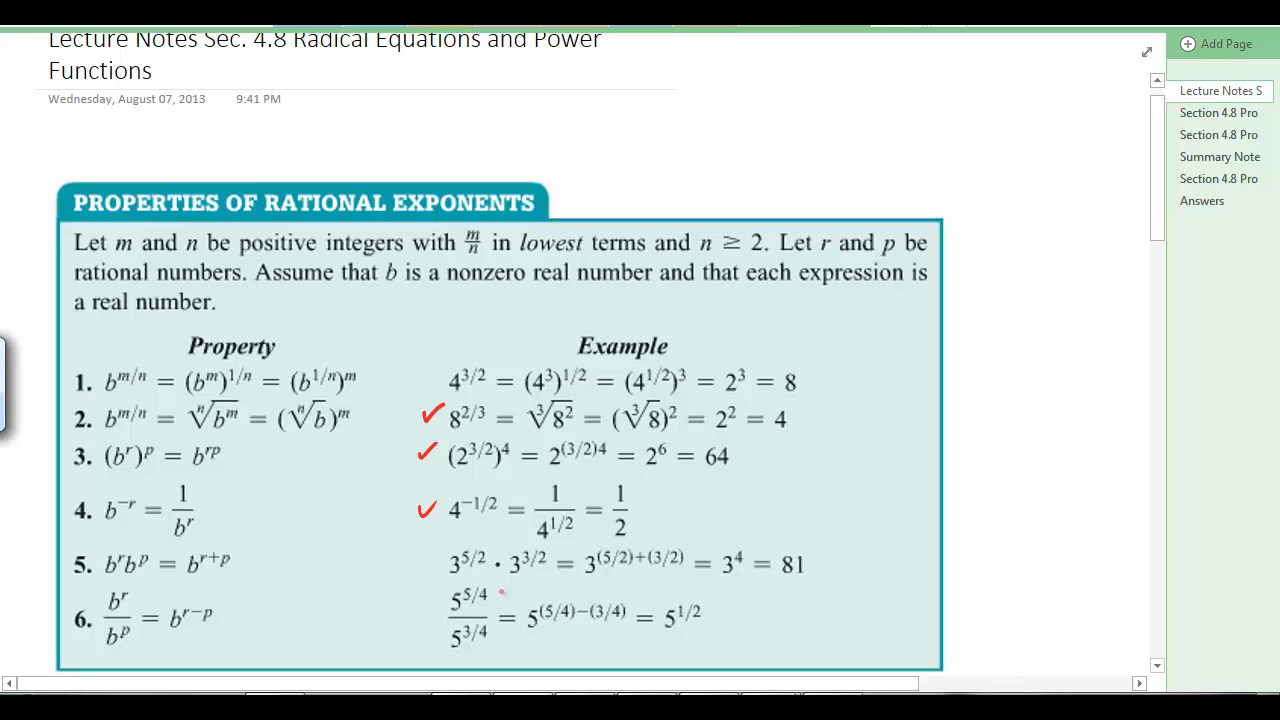 Lecture Notes Sec. 4.8 Radical Equations and Power
Functions
Wednesday, August 07, 2013 9:41 PM
Add Page
Lecture Notes S
Section 4.8 Pro
Section 4.8 Pro
Summary Note
Section 4.8 Pro
Answers
PROPERTIES OF RATIONAL EXPONENTS
Let m and n be positive integers with m/n in lowest terms and n ≥ 2. Let r and p be
rational numbers. Assume that b is a nonzero real number and that each expression is
a real number.
Property Example
1. b^{m/n} = (b^m)^{1/n} = (b^{1/n})^m 4^{3/2} = (4^3)^{1/2} = (4^{1/2})^3 = 2^3 = 8
2. b^{m/n} = ⁿ√(b^m) = (ⁿ√b)^m ✓ 8^{2/3} = ³√(8^2) = (³√8)^2 = 2^2 = 4
3. (b^r)^p = b^{rp} ✓ (2^{3/2})^4 = 2^{(3/2)4} = 2^6 = 64
4. b^{−r} = 1/b^r ✓ 4^{−1/2} = 1/4^{1/2} = 1/2
5. b^r b^p = b^{r+p} 3^{5/2} · 3^{3/2} = 3^{(5/2)+(3/2)} = 3^4 = 81
6. b^r/b^p = b^{r−p} 5^{5/4}/5^{3/4} = 5^{(5/4)−(3/4)} = 5^{1/2}